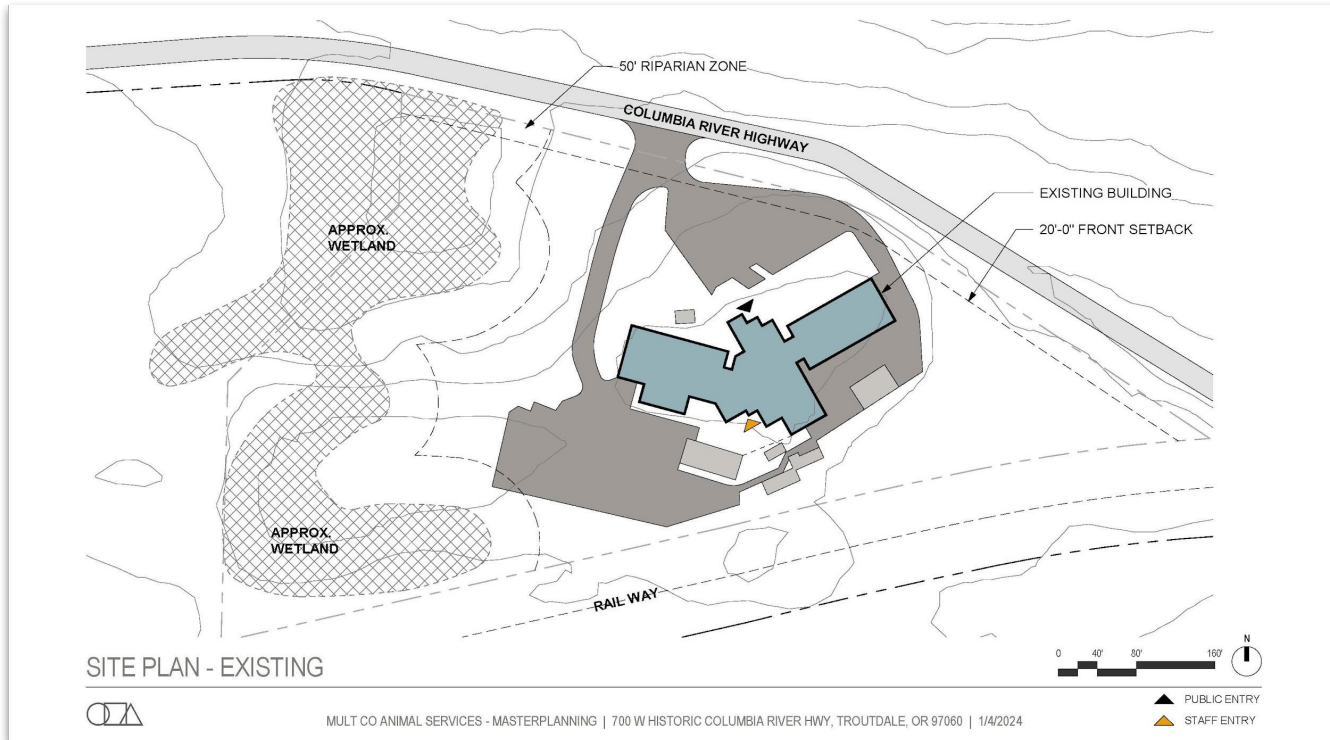 50' RIPARIAN ZONE
COLUMBIA RIVER HIGHWAY
EXISTING BUILDING
20'-0" FRONT SETBACK
APPROX.
WETLAND
APPROX.
WETLAND
RAIL WAY
SITE PLAN - EXISTING
0 40' 80' 160'
N
PUBLIC ENTRY
STAFF ENTRY
MULT CO ANIMAL SERVICES - MASTERPLANNING | 700 W HISTORIC COLUMBIA RIVER HWY, TROUTDALE, OR 97060 | 1/4/2024